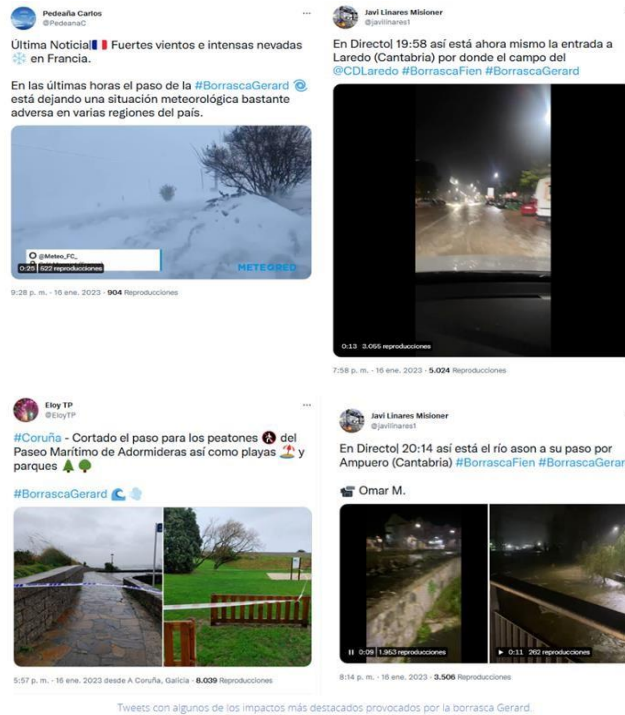 Pedeaña Carlos
@PedeanaC
Última Noticia|🇫🇷 Fuertes vientos e intensas nevadas
❄️ en Francia.
En las últimas horas el paso de la #BorrascaGerard 🌀
está dejando una situación meteorológica bastante
adversa en varias regiones del país.
@Meteo_FC_
0:25 622 reproducciones
METEORED
9:28 p. m. · 16 ene. 2023 · 904 Reproducciones
Javi Linares Misioner
@javilinares1
En Directo| 19:58 así está ahora mismo la entrada a
Laredo (Cantabria) por donde el campo del
@CDLaredo #BorrascaFien #BorrascaGerard
0:13 3.055 reproducciones
7:58 p. m. · 16 ene. 2023 · 5.024 Reproducciones
Eloy TP
@EloyTP
#Coruña - Cortado el paso para los peatones 🚷 del
Paseo Marítimo de Adormideras así como playas 🏖️ y
parques 🌲🌳
#BorrascaGerard 🌊 💨
5:57 p. m. · 16 ene. 2023 desde A Coruña, Galicia · 8.039 Reproducciones
Javi Linares Misioner
@javilinares1
En Directo| 20:14 así está el río ason a su paso por
Ampuero (Cantabria) #BorrascaFien #BorrascaGerar
📹 Omar M.
0:09 1.953 reproducciones
0:11 262 reproducciones
8:14 p. m. · 16 ene. 2023 · 3.506 Reproducciones
Tweets con algunos de los impactos más destacados provocados por la borrasca Gerard.